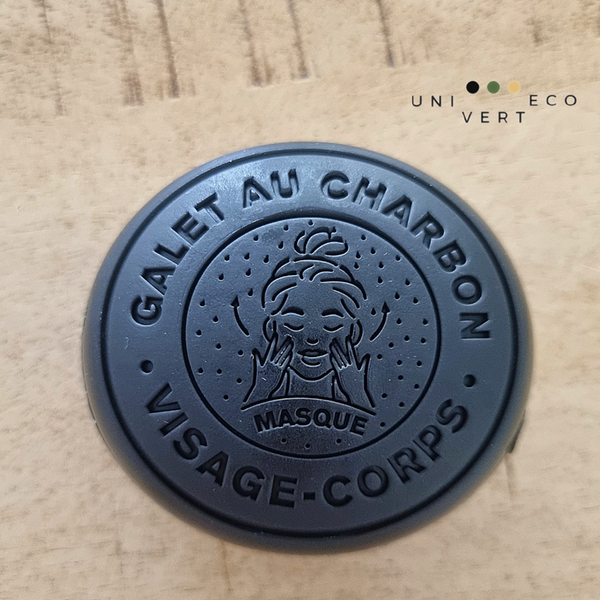 UNI ECO
VERT
GALET AU CHARBON
MASQUE
• VISAGE-CORPS •